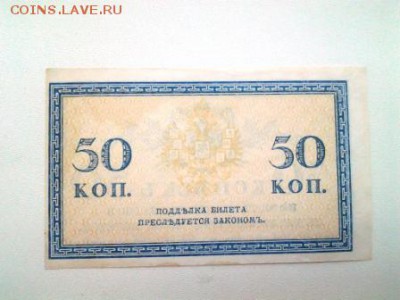 COINS.LAVE.RU
50 50
КОП. КОП.
ПОДДѢЛКА БИЛЕТА
ПРЕСЛѢДУЕТСЯ ЗАКОНОМЪ.